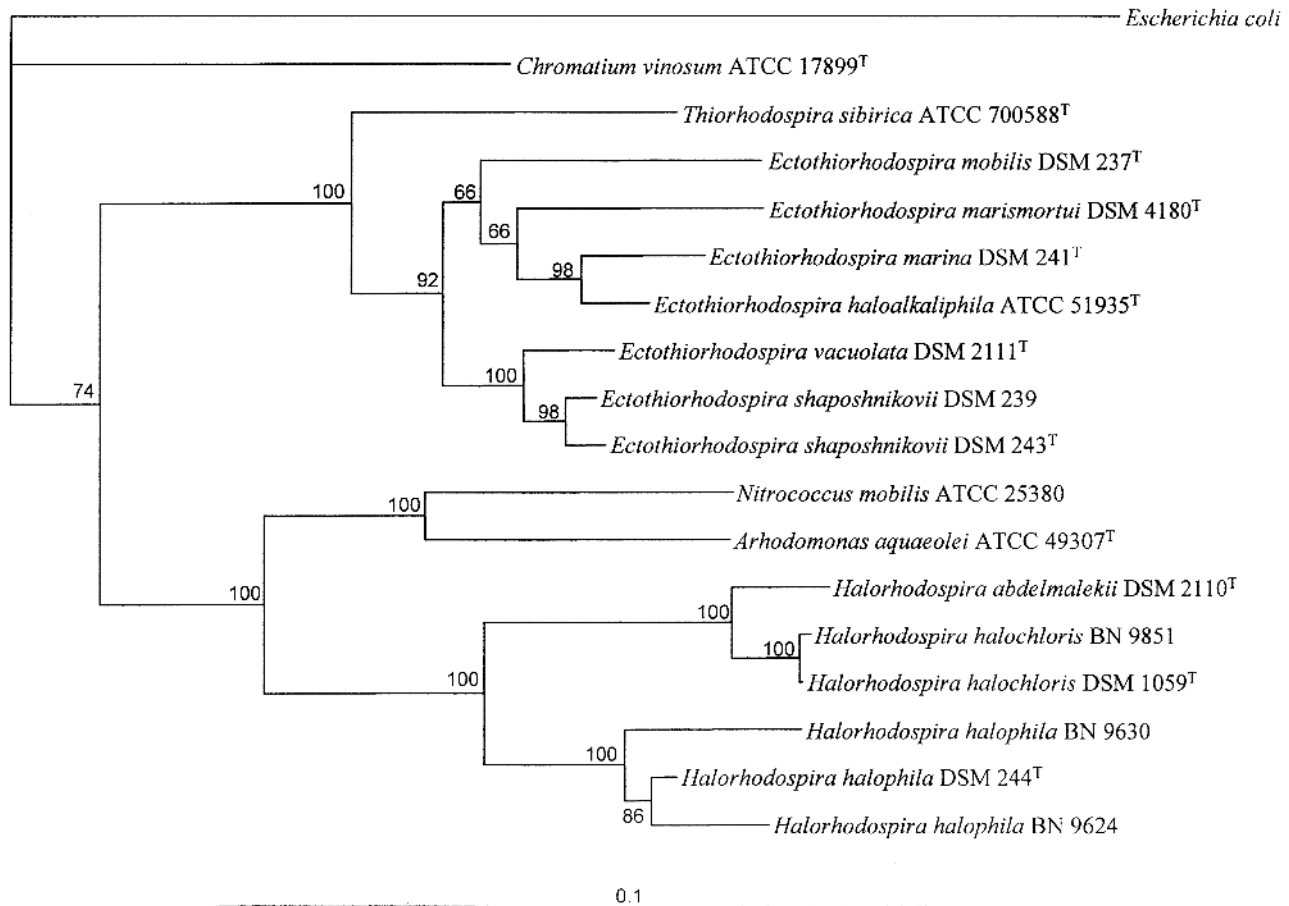 Escherichia coli
Chromatium vinosum ATCC 17899ᵀ
Thiorhodospira sibirica ATCC 700588ᵀ
Ectothiorhodospira mobilis DSM 237ᵀ
100
66
Ectothiorhodospira marismortui DSM 4180ᵀ
66
Ectothiorhodospira marina DSM 241ᵀ
92
98
Ectothiorhodospira haloalkaliphila ATCC 51935ᵀ
Ectothiorhodospira vacuolata DSM 2111ᵀ
74
100
Ectothiorhodospira shaposhnikovii DSM 239
98
Ectothiorhodospira shaposhnikovii DSM 243ᵀ
Nitrococcus mobilis ATCC 25380
100
Arhodomonas aquaeolei ATCC 49307ᵀ
100
Halorhodospira abdelmalekii DSM 2110ᵀ
100
Halorhodospira halochloris BN 9851
100
100
Halorhodospira halochloris DSM 1059ᵀ
Halorhodospira halophila BN 9630
100
Halorhodospira halophila DSM 244ᵀ
86
Halorhodospira halophila BN 9624
0.1